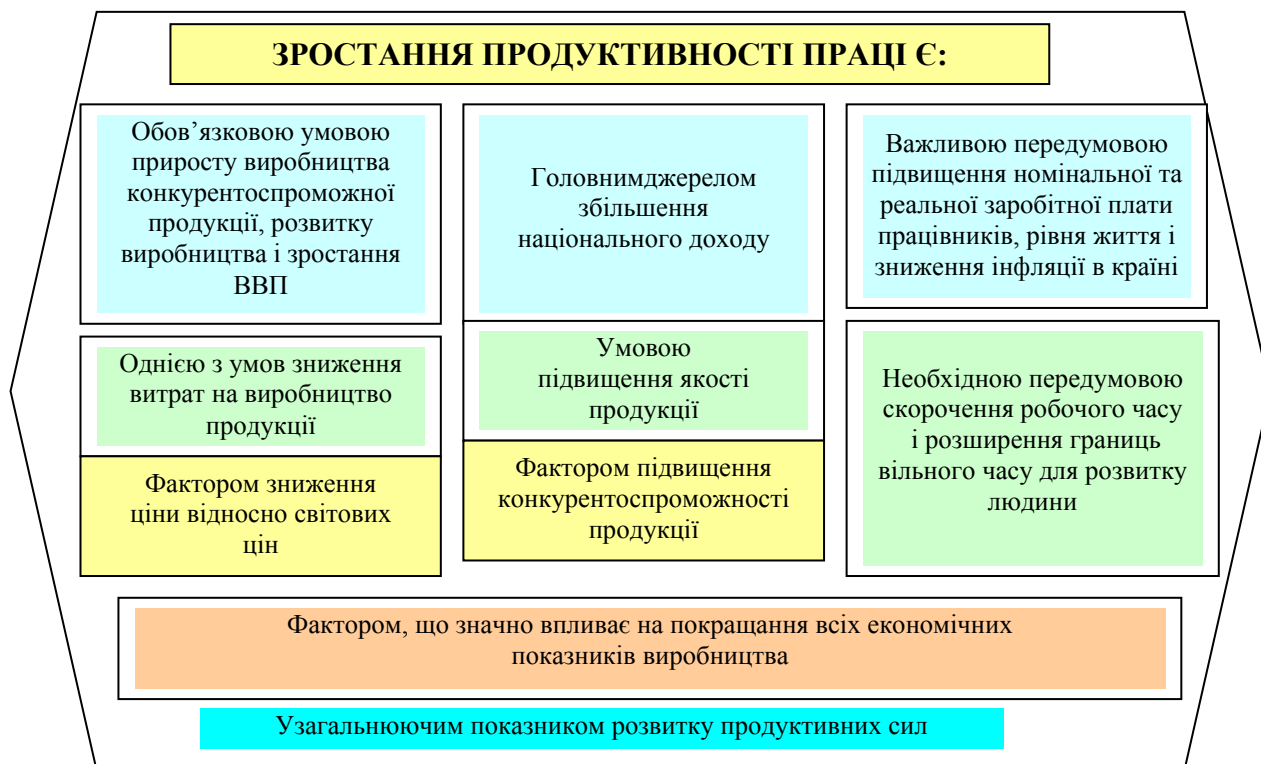 ЗРОСТАННЯ ПРОДУКТИВНОСТІ ПРАЦІ Є:
Обов’язковою умовою
приросту виробництва
конкурентоспроможної
продукції, розвитку
виробництва і зростання
ВВП
Головнимджерелом
збільшення
національного доходу
Важливою передумовою
підвищення номінальної та
реальної заробітної плати
працівників, рівня життя і
зниження інфляції в країні
Однією з умов зниження
витрат на виробництво
продукції
Умовою
підвищення якості
продукції
Необхідною передумовою
скорочення робочого часу
і розширення границь
вільного часу для розвитку
людини
Фактором зниження
ціни відносно світових
цін
Фактором підвищення
конкурентоспроможності
продукції
Фактором, що значно впливає на покращання всіх економічних
показників виробництва
Узагальнюючим показником розвитку продуктивних сил